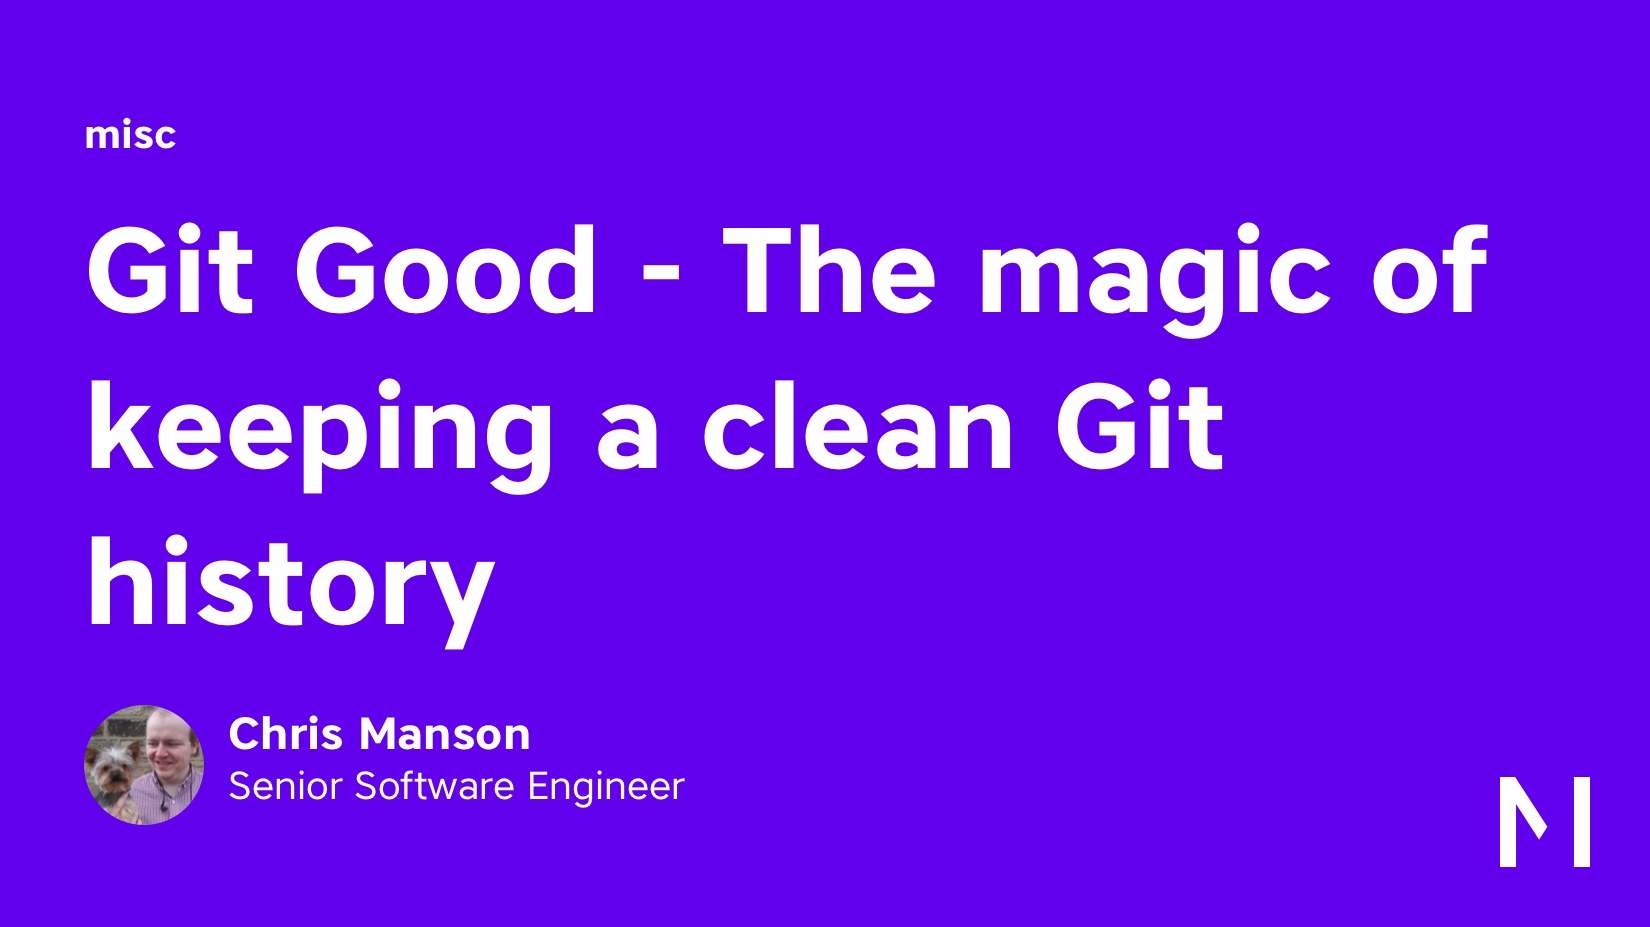 misc
Git Good - The magic of
keeping a clean Git
history
Chris Manson
Senior Software Engineer